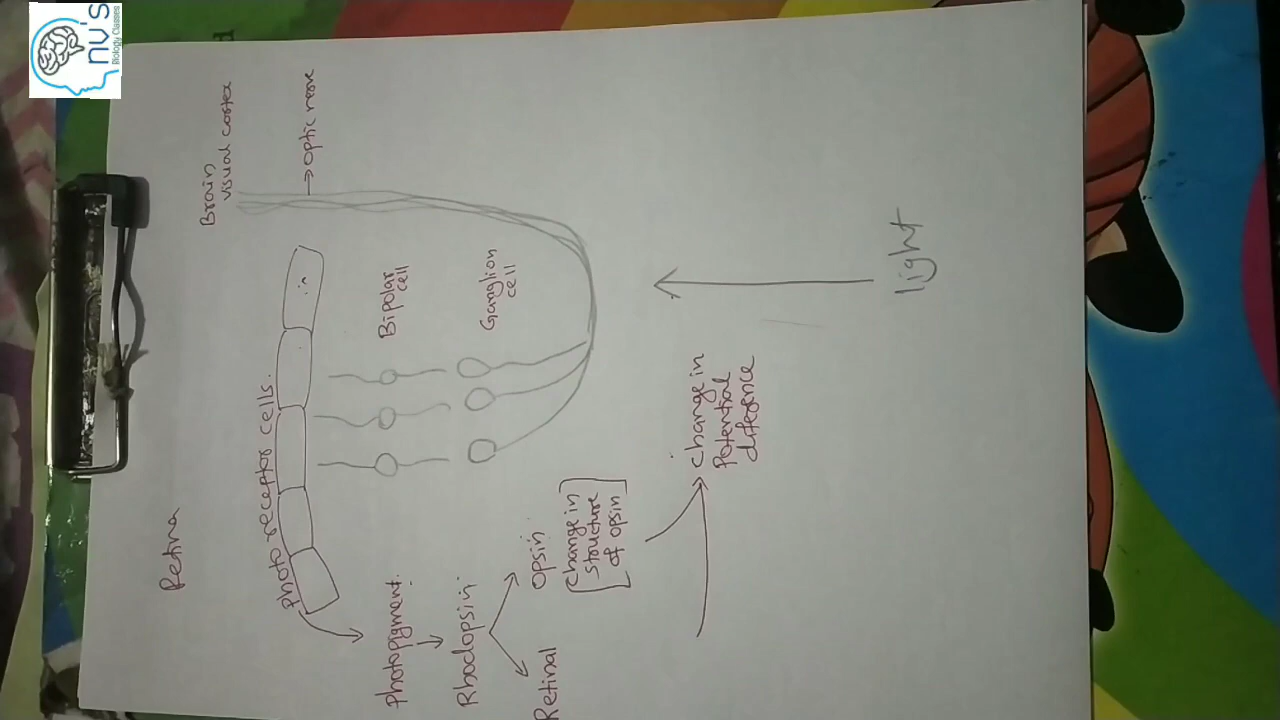 NV'S
Biology Classes
Retina
Brain
visual cortex
→ optic nerve
Photo receptor cells.
Bipolar
cell
Ganglion
cell
Photopigment.
Rhodopsin
Retinal
Opsin
Change in
structure
of opsin
Change in
Potential
difference
light